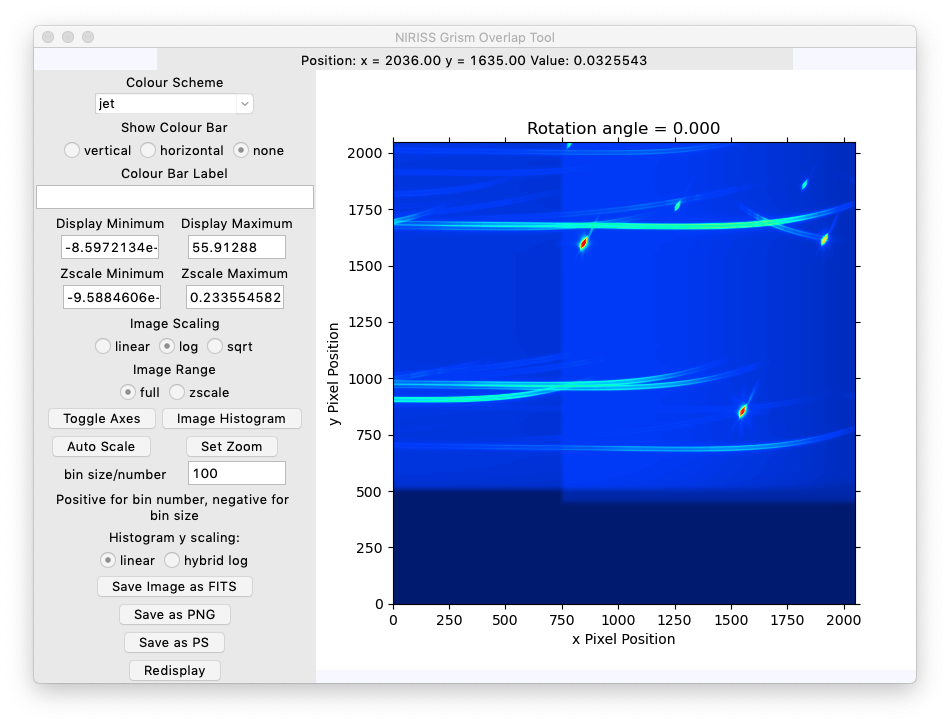 NIRISS Grism Overlap Tool
Position: x = 2036.00 y = 1635.00 Value: 0.0325543
Colour Scheme
jet
Show Colour Bar
vertical horizontal none
Colour Bar Label
Display Minimum Display Maximum
-8.5972134e- 55.91288
Zscale Minimum Zscale Maximum
-9.5884606e- 0.233554582
Image Scaling
linear log sqrt
Image Range
full zscale
Toggle Axes Image Histogram
Auto Scale Set Zoom
bin size/number 100
Positive for bin number, negative for
bin size
Histogram y scaling:
linear hybrid log
Save Image as FITS
Save as PNG
Save as PS
Redisplay
Rotation angle = 0.000
y Pixel Position
2000
1750
1500
1250
1000
750
500
250
0
0 250 500 750 1000 1250 1500 1750 2000
x Pixel Position